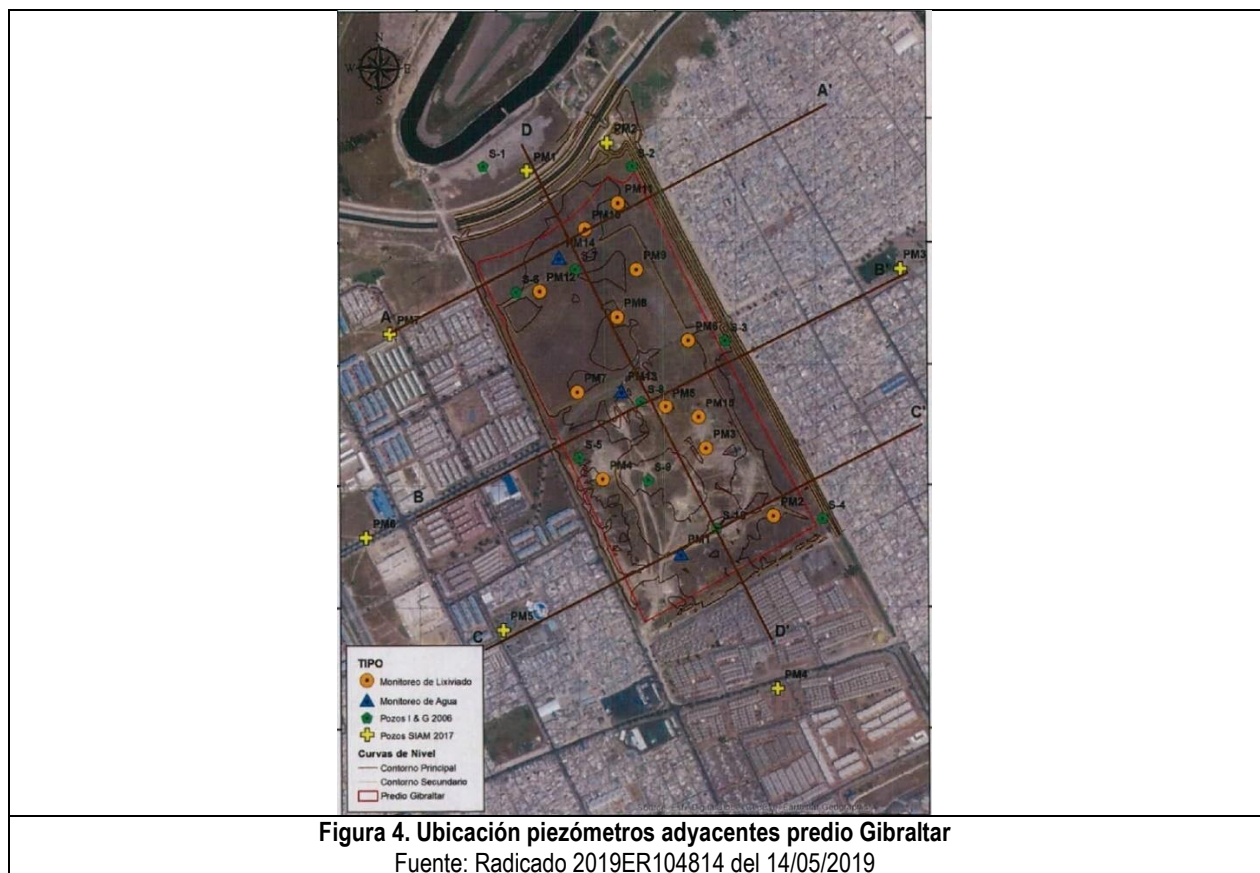 N
W E
S
A'
D
PM2
S-1
PM1
S-2
PM11
PM10
PM14
S-7
PM9
PM3
B'
S-6
PM12
PM8
A
PM7
PM6
S-3
PM7
PM13
S-8
PM5
PM15
C'
PM3
S-5
PM4
S-9
B
PM2
S-4
S-10
PM6
PM1
PM5
C
D'
PM4
TIPO
Monitoreo de Lixiviado
Monitoreo de Agua
Pozos I & G 2006
Pozos SIAM 2017
Curvas de Nivel
Contorno Principal
Contorno Secundario
Predio Gibraltar
Figura 4. Ubicación piezómetros adyacentes predio Gibraltar
Fuente: Radicado 2019ER104814 del 14/05/2019